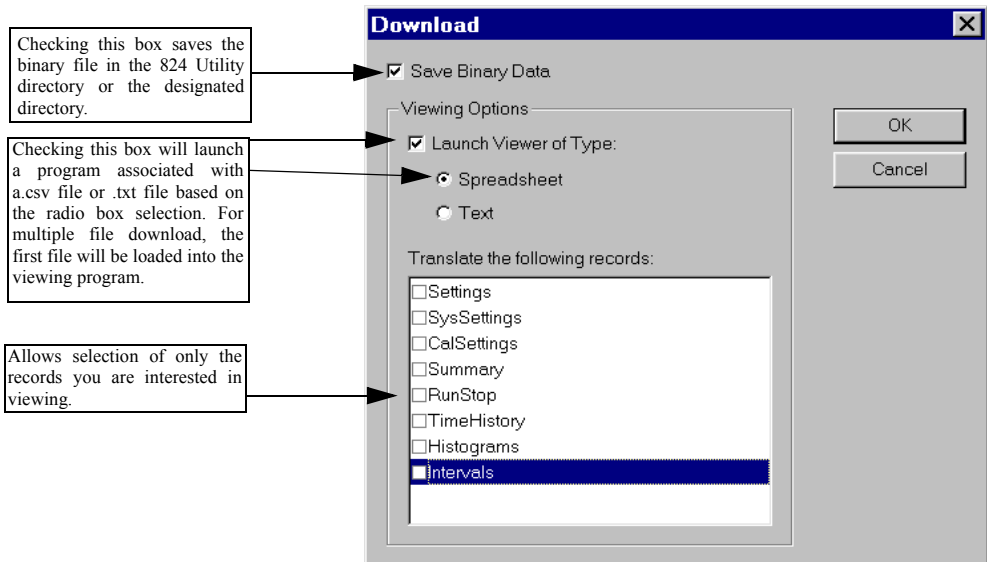 Checking this box saves the
binary file in the 824 Utility
directory or the designated
directory.
Checking this box will launch
a program associated with
a.csv file or .txt file based on
the radio box selection. For
multiple file download, the
first file will be loaded into the
viewing program.
Allows selection of only the
records you are interested in
viewing.
Download
Save Binary Data
Viewing Options
Launch Viewer of Type:
Spreadsheet
Text
Translate the following records:
Settings
SysSettings
CalSettings
Summary
RunStop
TimeHistory
Histograms
Intervals
OK
Cancel